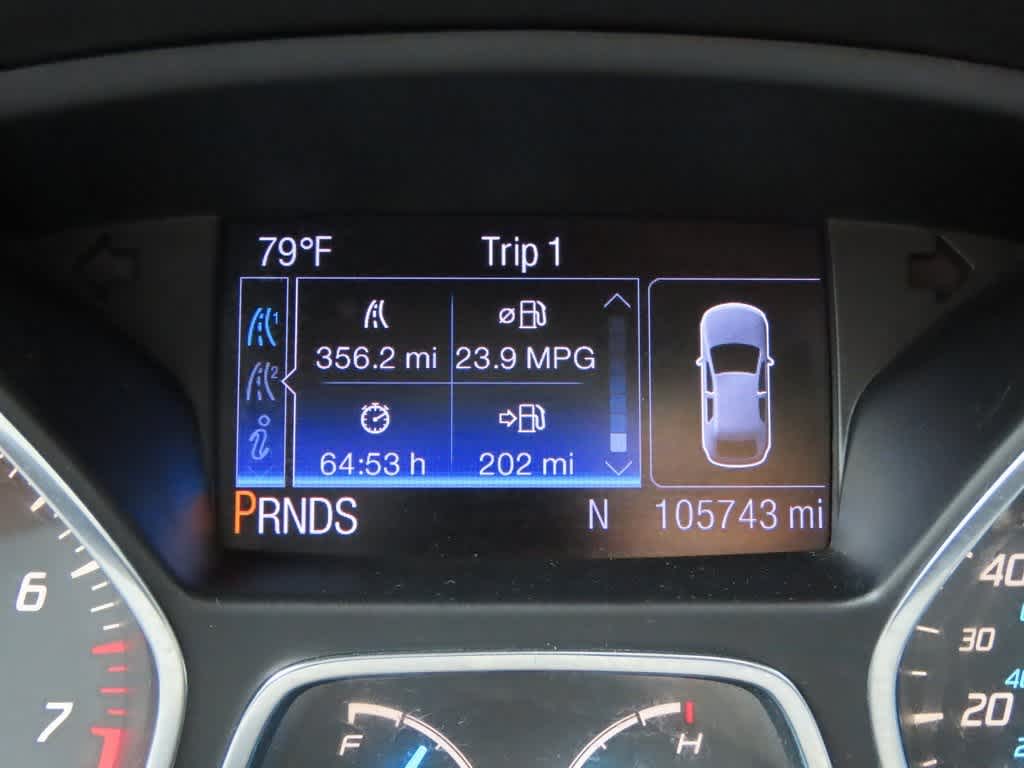 79°F Trip 1
1
356.2 mi 23.9 MPG
2
i
64:53 h 202 mi
PRNDS N 105743 mi
6
7
F
H
40
30
20